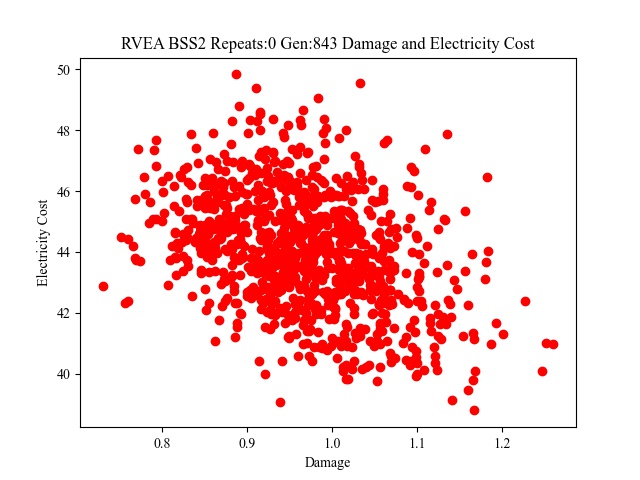 RVEA BSS2 Repeats:0 Gen:843 Damage and Electricity Cost
50
48
46
44
42
40
Electricity Cost
0.8 0.9 1.0 1.1 1.2
Damage